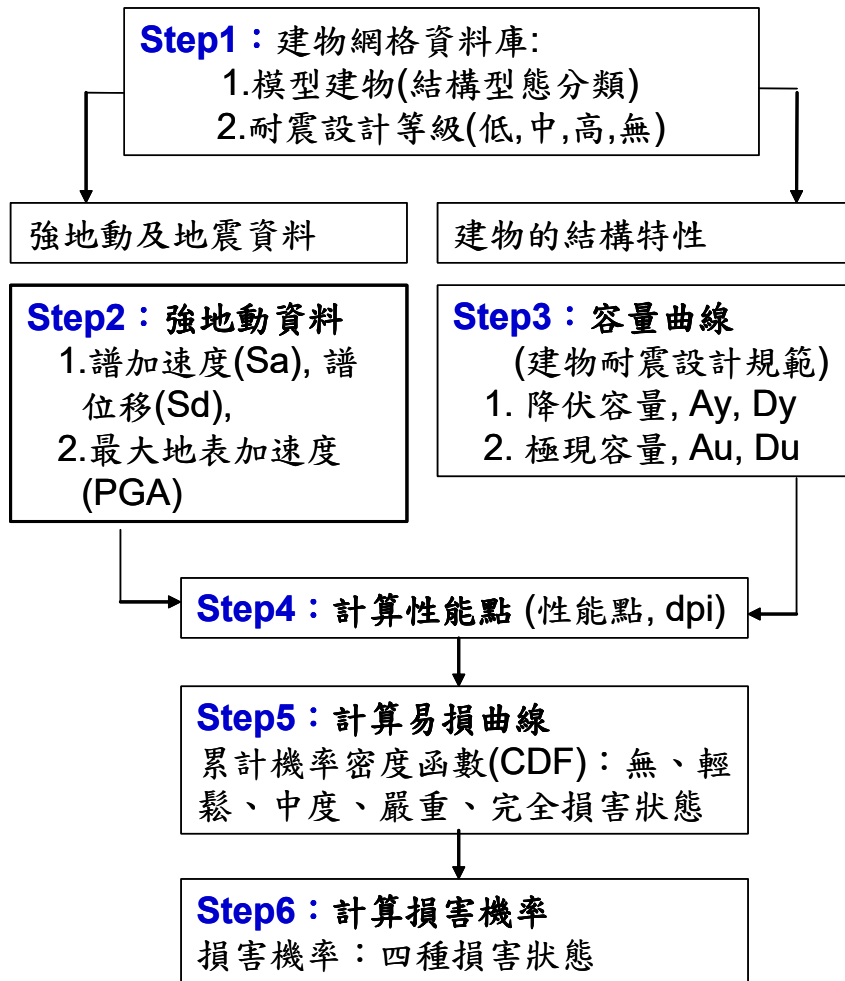 Step1：建物網格資料庫:
1.模型建物(結構型態分類)
2.耐震設計等級(低,中,高,無)
強地動及地震資料
建物的結構特性
Step2：強地動資料
1.譜加速度(Sa), 譜
位移(Sd),
2.最大地表加速度
(PGA)
Step3：容量曲線
(建物耐震設計規範)
1. 降伏容量, Ay, Dy
2. 極現容量, Au, Du
Step4：計算性能點 (性能點, dpi)
Step5：計算易損曲線
累計機率密度函數(CDF)：無、輕
鬆、中度、嚴重、完全損害狀態
Step6：計算損害機率
損害機率：四種損害狀態